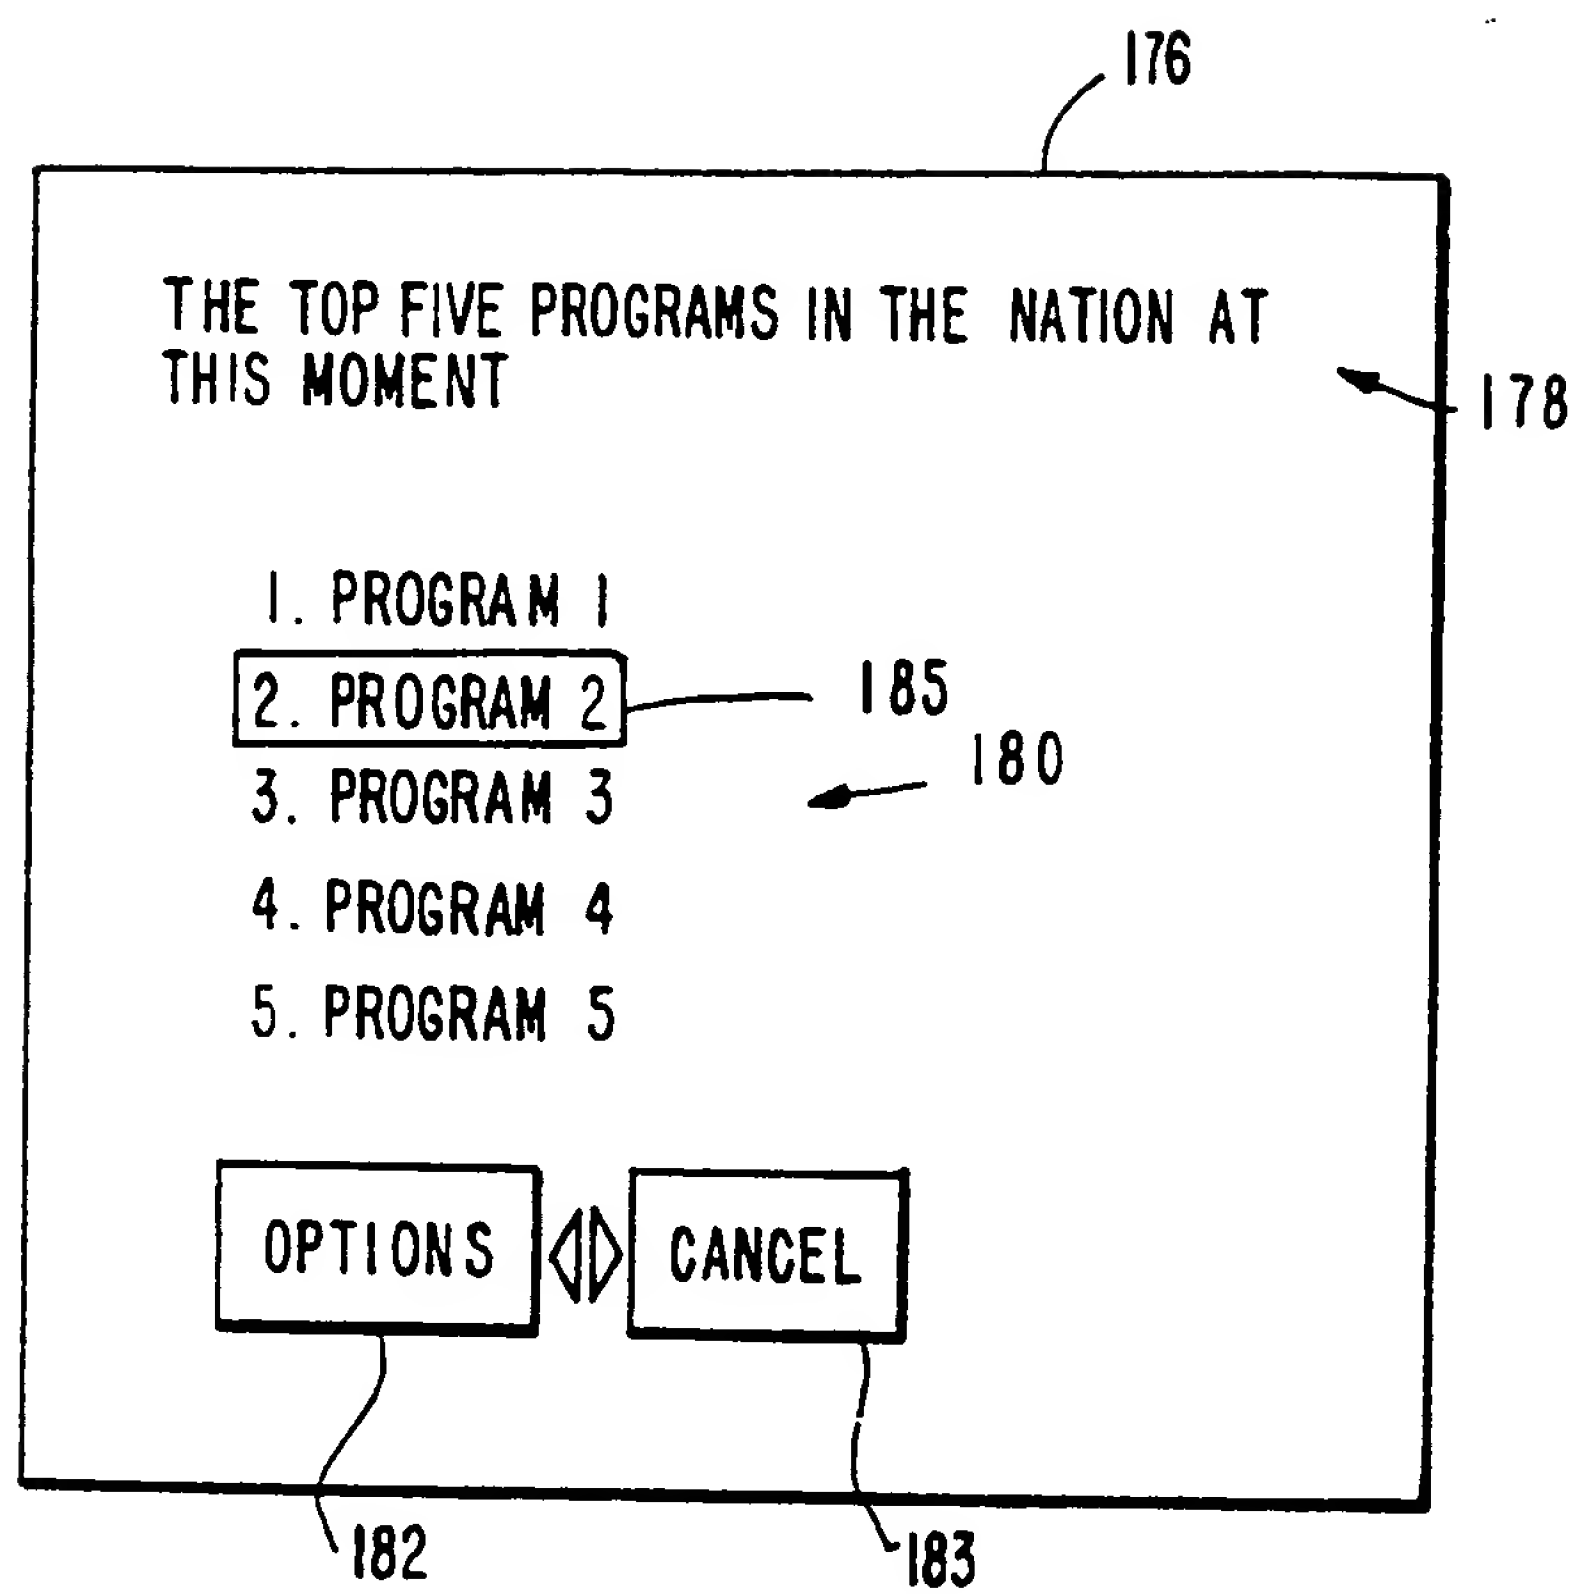 176
THE TOP FIVE PROGRAMS IN THE NATION AT
THIS MOMENT
178
1. PROGRAM 1
2. PROGRAM 2
185
180
3. PROGRAM 3
4. PROGRAM 4
5. PROGRAM 5
OPTIONS
CANCEL
182
183